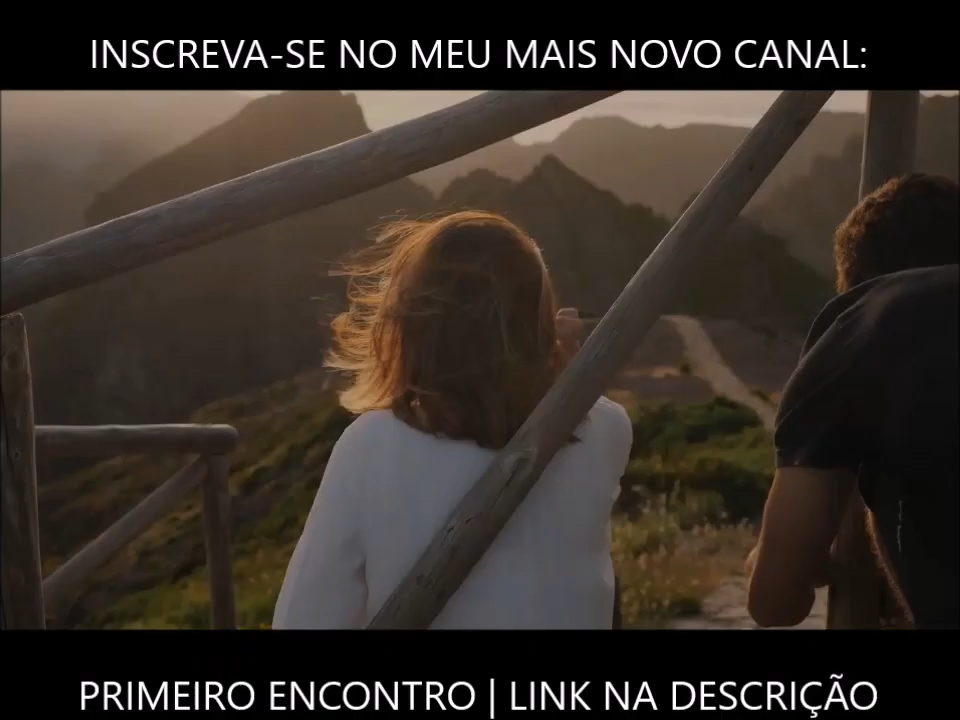 INSCREVA-SE NO MEU MAIS NOVO CANAL:
PRIMEIRO ENCONTRO | LINK NA DESCRIÇÃO